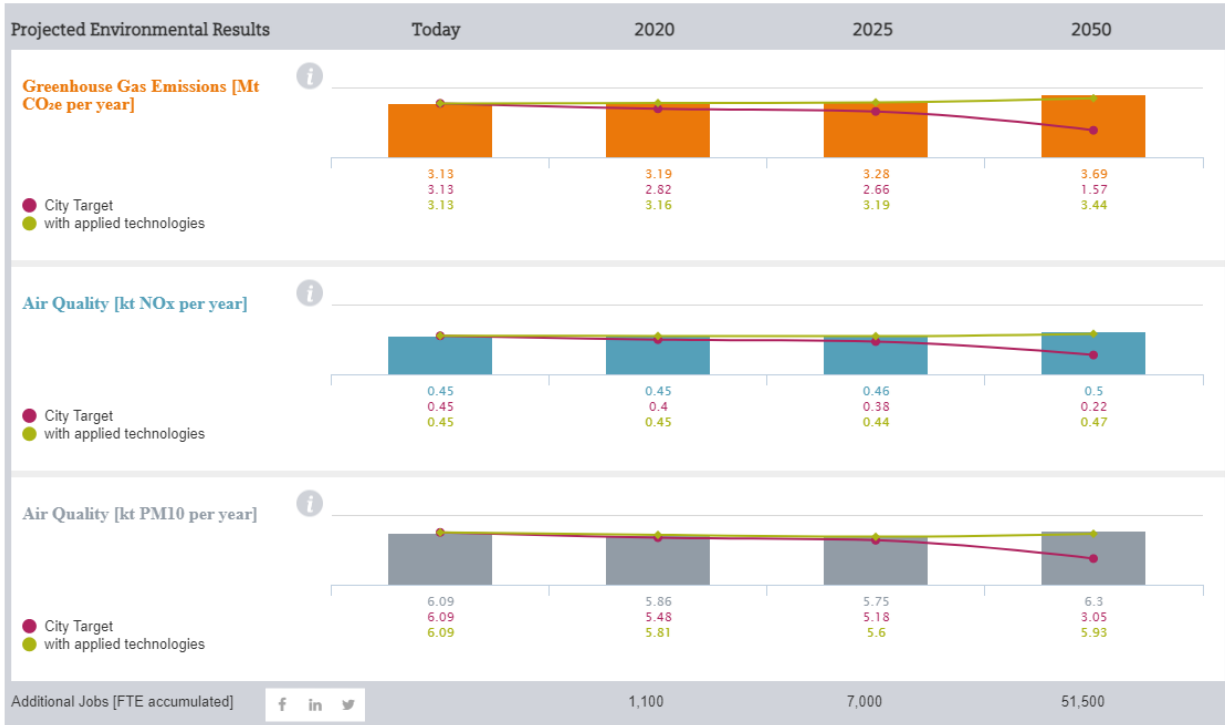 Projected Environmental Results Today 2020 2025 2050
Greenhouse Gas Emissions [Mt
CO₂e per year]
i
3.13 3.19 3.28 3.69
3.13 2.82 2.66 1.57
3.13 3.16 3.19 3.44
City Target
with applied technologies
Air Quality [kt NOx per year]
i
0.45 0.45 0.46 0.5
0.45 0.4 0.38 0.22
0.45 0.45 0.44 0.47
City Target
with applied technologies
Air Quality [kt PM10 per year]
i
6.09 5.86 5.75 6.3
6.09 5.48 5.18 3.05
6.09 5.81 5.6 5.93
City Target
with applied technologies
Additional Jobs [FTE accumulated] f in 1,100 7,000 51,500